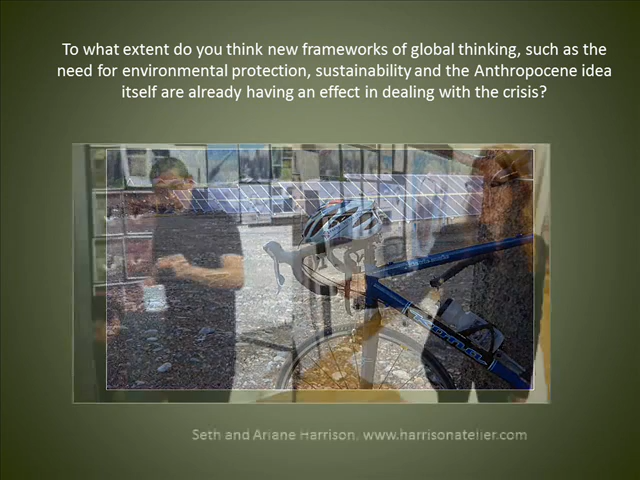 To what extent do you think new frameworks of global thinking, such as the
need for environmental protection, sustainability and the Anthropocene idea
itself are already having an effect in dealing with the crisis?
Seth and Ariane Harrison, www.harrisonatelier.com